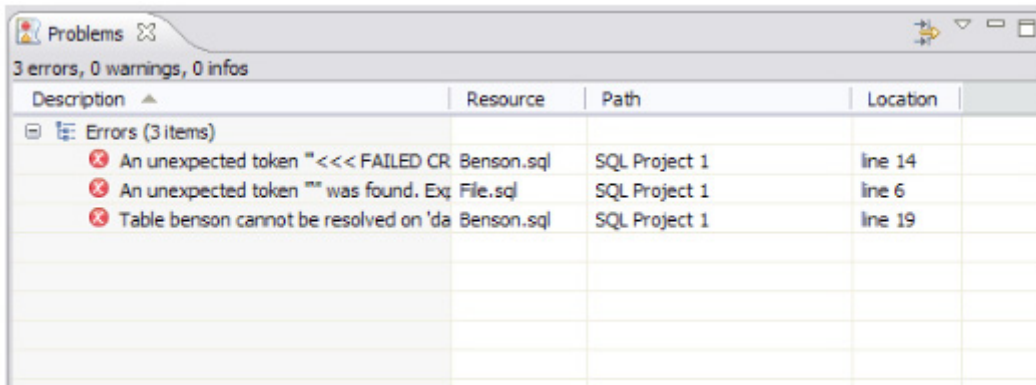 Problems
3 errors, 0 warnings, 0 infos
Description Resource Path Location
Errors (3 items)
An unexpected token "<<< FAILED CR Benson.sql SQL Project 1 line 14
An unexpected token """ was found. Exp File.sql SQL Project 1 line 6
Table benson cannot be resolved on 'da Benson.sql SQL Project 1 line 19